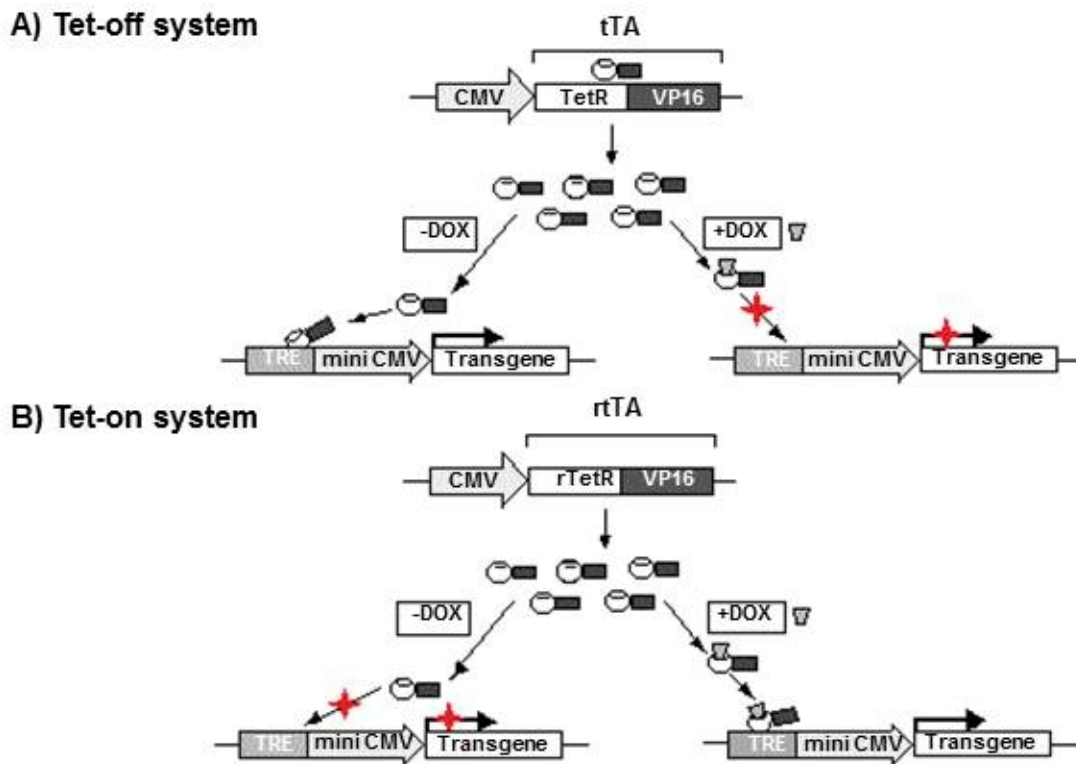 A) Tet-off system
tTA
CMV TetR VP16
-DOX +DOX
TRE mini CMV Transgene TRE mini CMV Transgene
B) Tet-on system
rtTA
CMV rTetR VP16
-DOX +DOX
TRE mini CMV Transgene TRE mini CMV Transgene